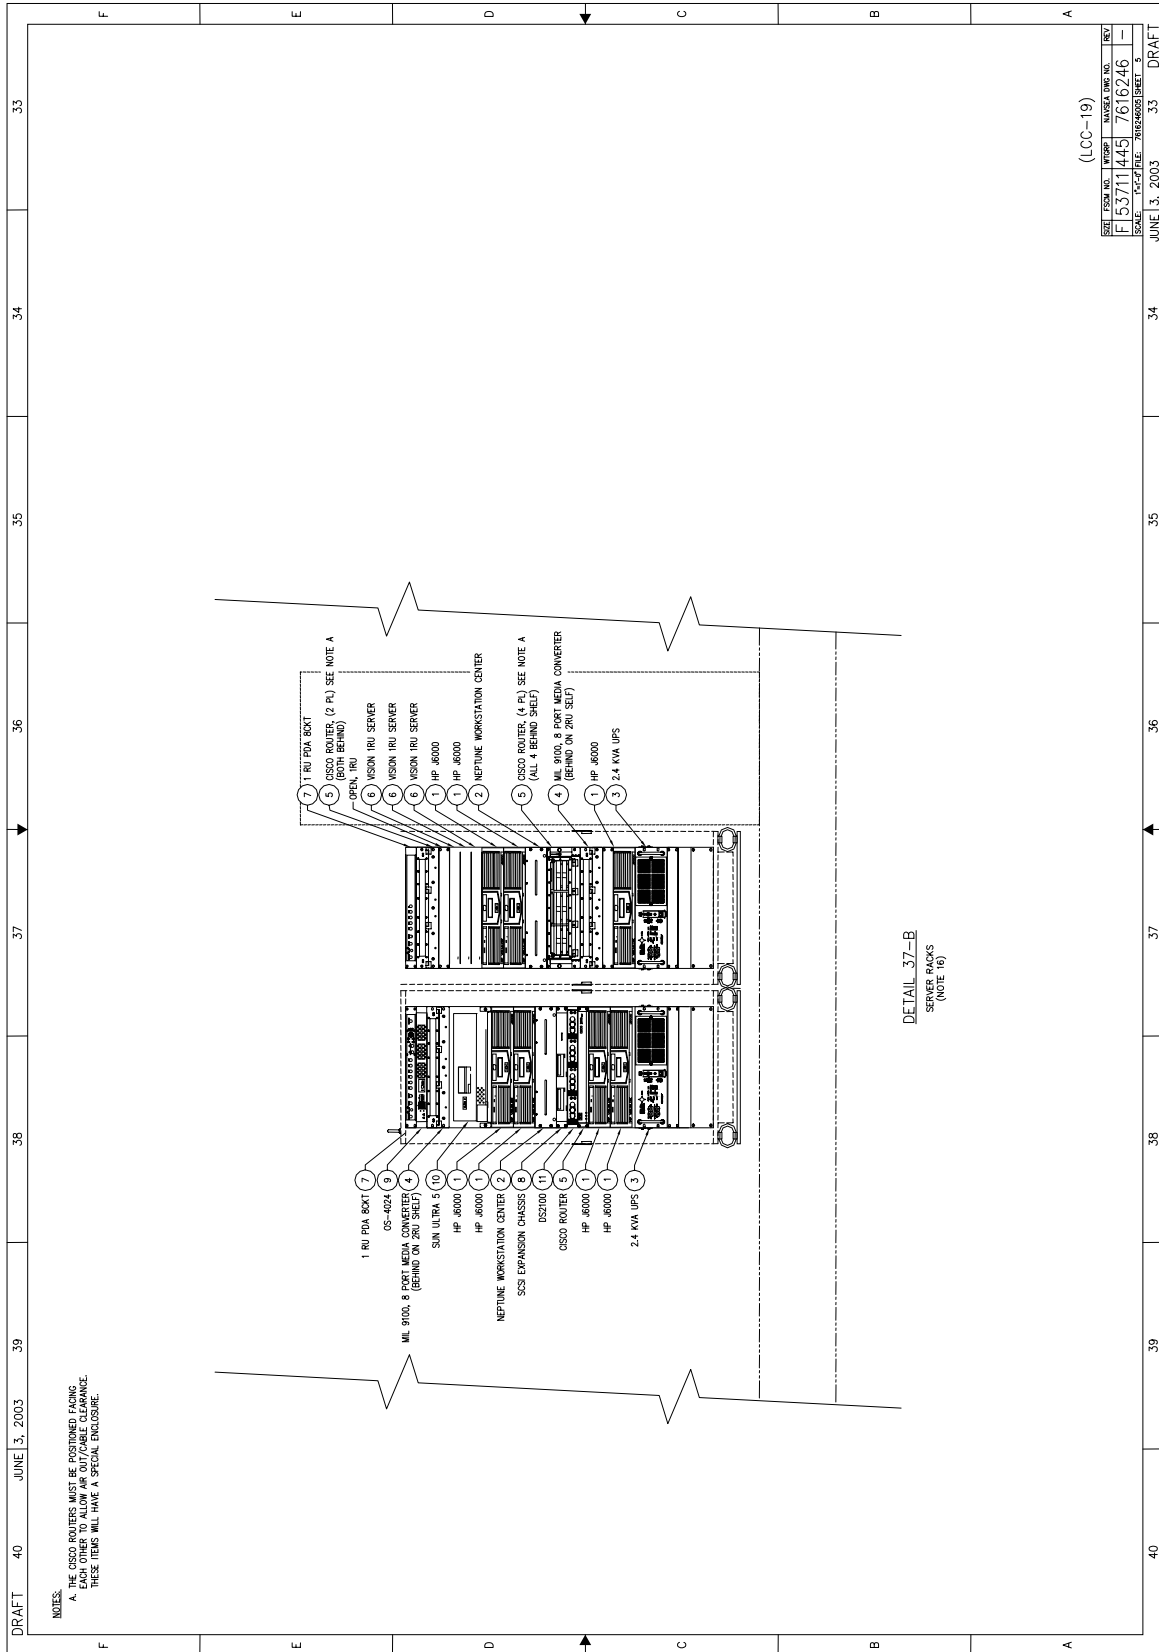 DRAFT 40 JUNE 3, 2003 39 38 37 36 35 34 33
F
E
D
C
B
A
NOTES:
A. THE CISCO ROUTERS MUST BE POSITIONED FACING
EACH OTHER TO ALLOW AIR OUT/CABLE CLEARANCE.
THESE ITEMS WILL HAVE A SPECIAL ENCLOSURE.
1 RU PDA 8CKT 7
OS-4024 9
MIL 9100, 8 PORT MEDIA CONVERTER 4
(BEHIND ON 2RU SHELF)
SUN ULTRA 5 10
HP J6000 1
HP J6000 1
NEPTUNE WORKSTATION CENTER 2
SCSI EXPANSION CHASSIS 8
DS2100 11
CISCO ROUTER 5
HP J6000 1
HP J6000 1
2.4 KVA UPS 3
7 1 RU PDA 8CKT
5 CISCO ROUTER, (2 PL) SEE NOTE A
(BOTH BEHIND)
OPEN, 1RU
6 VISION 1RU SERVER
6 VISION 1RU SERVER
6 VISION 1RU SERVER
1 HP J6000
1 HP J6000
2 NEPTUNE WORKSTATION CENTER
5 CISCO ROUTER, (4 PL) SEE NOTE A
(ALL 4 BEHIND SHELF)
4 MIL 9100, 8 PORT MEDIA CONVERTER
(BEHIND ON 2RU SELF)
1 HP J6000
3 2.4 KVA UPS
DETAIL 37-B
SERVER RACKS
(NOTE 16)
(LCC-19)
SIZE FSCM NO. WTGRP NAVSEA DWG NO. REV
F 53711 445 7616246 -
SCALE: 1"=1'-0" FILE: 7616246005 SHEET 5
F
E
D
C
B
A
40 39 38 37 36 35 34 JUNE 3, 2003 33 DRAFT